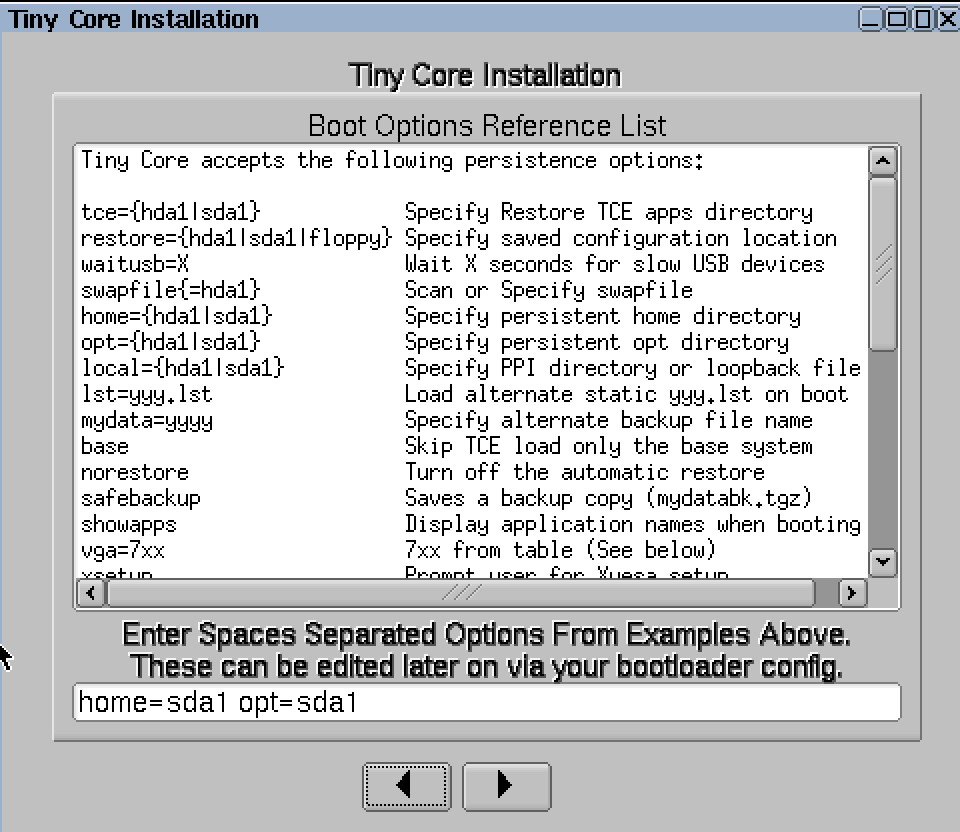 Tiny Core Installation
Tiny Core Installation
Boot Options Reference List
Tiny Core accepts the following persistence options:
tce={hda1|sda1} Specify Restore TCE apps directory
restore={hda1|sda1|floppy} Specify saved configuration location
waitusb=X Wait X seconds for slow USB devices
swapfile{=hda1} Scan or Specify swapfile
home={hda1|sda1} Specify persistent home directory
opt={hda1|sda1} Specify persistent opt directory
local={hda1|sda1} Specify PPI directory or loopback file
lst=yyy.lst Load alternate static yyy.lst on boot
mydata=yyyy Specify alternate backup file name
base Skip TCE load only the base system
norestore Turn off the automatic restore
safebackup Saves a backup copy (mydatabk.tgz)
showapps Display application names when booting
vga=7xx 7xx from table (See below)
xsetup Prompt user for Xvesa setup
Enter Spaces Separated Options From Examples Above.
These can be edited later on via your bootloader config.
home=sda1 opt=sda1